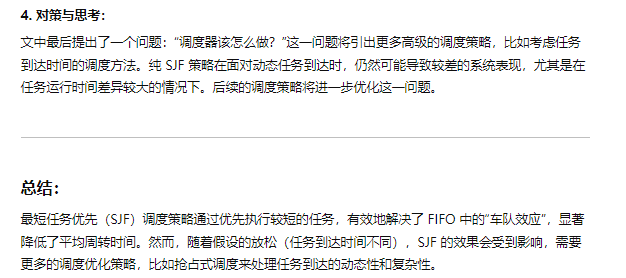 4. 对策与思考：
文中最后提出了一个问题：“调度器该怎么做？”这一问题将引出更多高级的调度策略，比如考虑任务
到达时间的调度方法。纯 SJF 策略在面对动态任务到达时，仍然可能导致较差的系统表现，尤其是在
任务运行时间差异较大的情况下。后续的调度策略将进一步优化这一问题。
总结：
最短任务优先（SJF）调度策略通过优先执行较短的任务，有效地解决了 FIFO 中的“车队效应”，显著
降低了平均周转时间。然而，随着假设的放松（任务到达时间不同），SJF 的效果会受到影响，需要
更多的调度优化策略，比如抢占式调度来处理任务到达的动态性和复杂性。